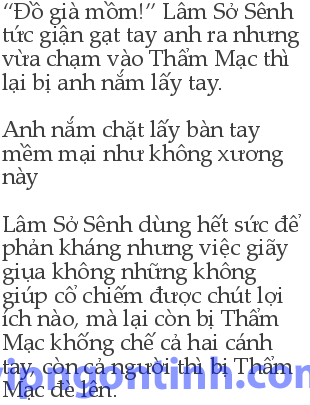 “Đồ già mồm!” Lâm Sở Sênh
tức giận gạt tay anh ra nhưng
vừa chạm vào Thẩm Mạc thì
lại bị anh nắm lấy tay.
Anh nắm chặt lấy bàn tay
mềm mại như không xương
này
Lâm Sở Sênh dùng hết sức để
phản kháng nhưng việc giãy
giụa không những không
giúp cổ chiếm được chút lợi
ích nào, mà lại còn bị Thẩm
Mạc khống chế cả hai cánh
tay, còn cả người thì bị Thẩm
Mạc đè lên.
vipngontinh.com